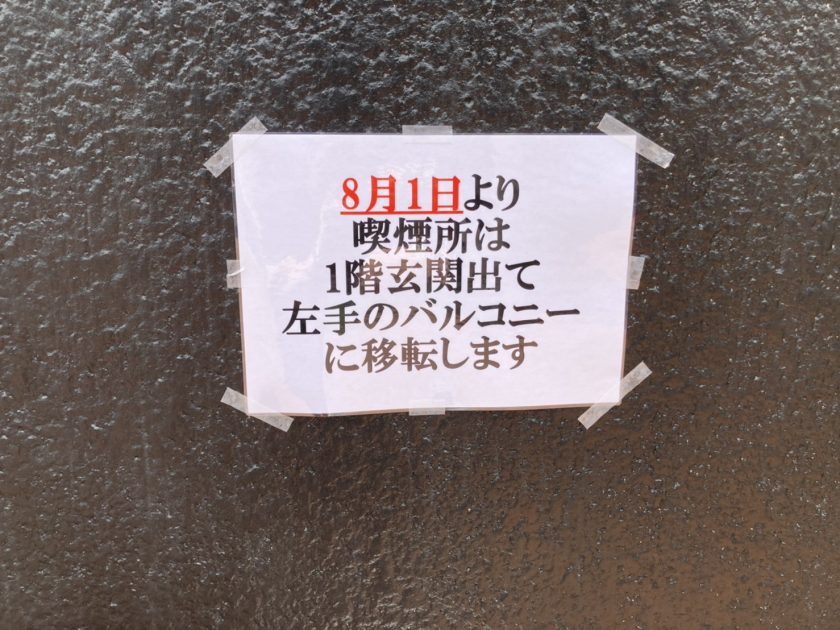 8月1日より
喫煙所は
1階玄関出て
左手のバルコニー
に移転します